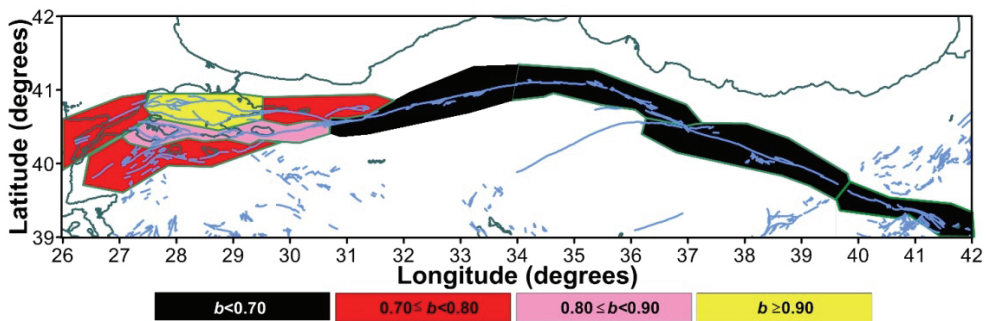 42
41
40
39
Latitude (degrees)
26 27 28 29 30 31 32 33 34 35 36 37 38 39 40 41 42
Longitude (degrees)
b<0.70 0.70≤ b<0.80 0.80 ≤ b<0.90 b ≥0.90